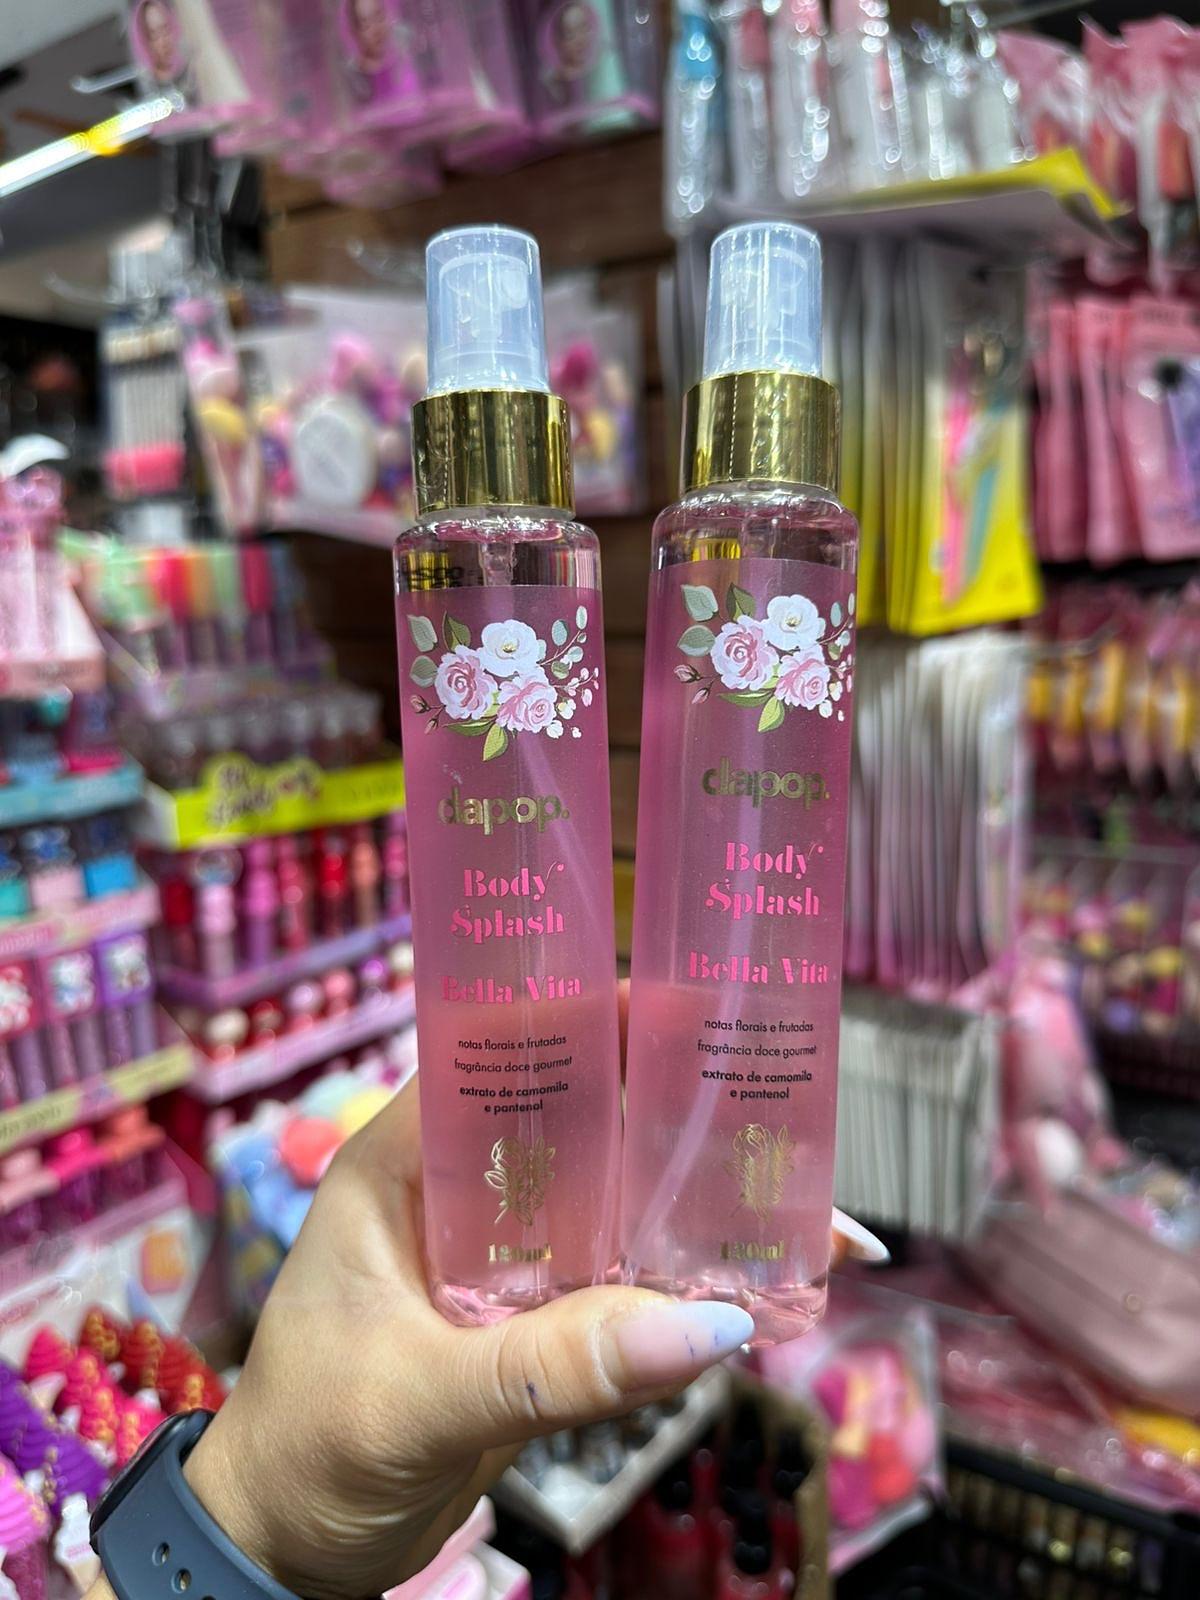 dapop.
Body
Splash
Bella Vita
notas florais e frutadas
fragrância doce gourmet
extrato de camomila
e pantenol
120ml
dapop.
Body
Splash
Bella Vita
notas florais e frutadas
fragrância doce gourmet
extrato de camomila
e pantenol
120ml